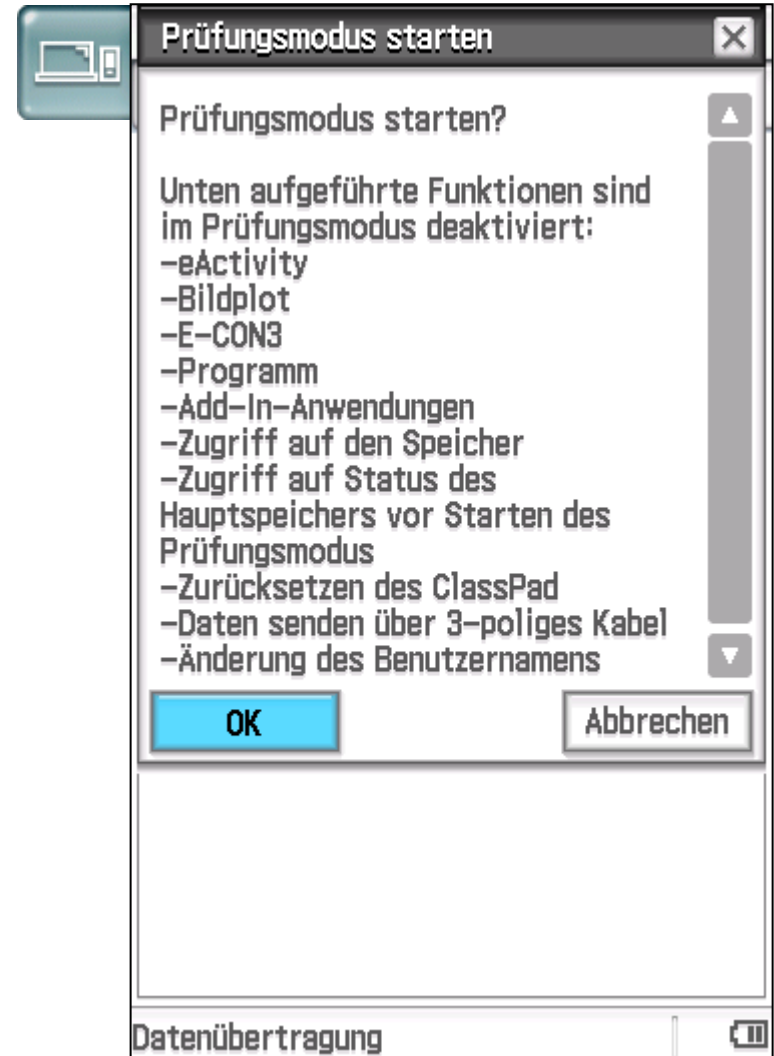 Prüfungsmodus starten
Prüfungsmodus starten?
Unten aufgeführte Funktionen sind
im Prüfungsmodus deaktiviert:
-eActivity
-Bildplot
-E-CON3
-Programm
-Add-In-Anwendungen
-Zugriff auf den Speicher
-Zugriff auf Status des
Hauptspeichers vor Starten des
Prüfungsmodus
-Zurücksetzen des ClassPad
-Daten senden über 3-poliges Kabel
-Änderung des Benutzernamens
OK
Abbrechen
Datenübertragung